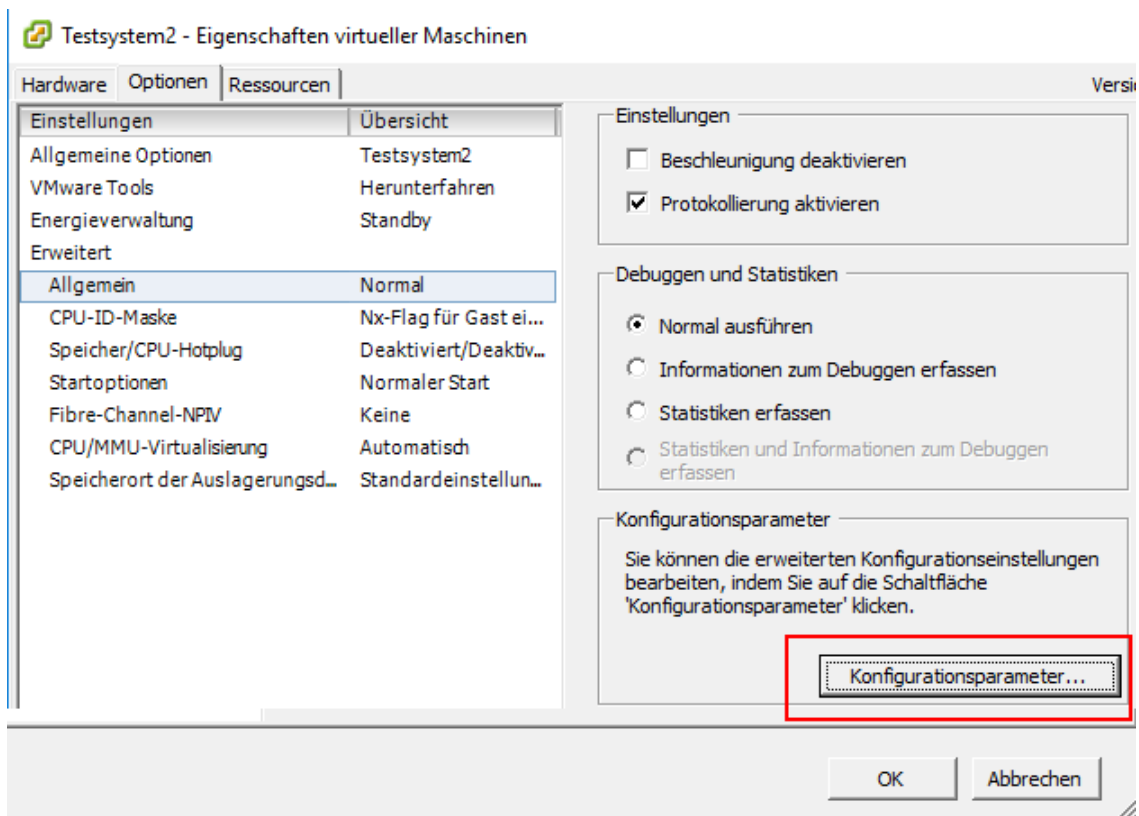 Testsystem2 - Eigenschaften virtueller Maschinen
Hardware Optionen Ressourcen
Einstellungen Übersicht
Allgemeine Optionen Testsystem2
VMware Tools Herunterfahren
Energieverwaltung Standby
Erweitert
Allgemein Normal
CPU-ID-Maske Nx-Flag für Gast ei...
Speicher/CPU-Hotplug Deaktiviert/Deaktiv...
Startoptionen Normaler Start
Fibre-Channel-NPIV Keine
CPU/MMU-Virtualisierung Automatisch
Speicherort der Auslagerungsd... Standardeinstellun...
Versi
Einstellungen
Beschleunigung deaktivieren
Protokollierung aktivieren
Debuggen und Statistiken
Normal ausführen
Informationen zum Debuggen erfassen
Statistiken erfassen
Statistiken und Informationen zum Debuggen
erfassen
Konfigurationsparameter
Sie können die erweiterten Konfigurationseinstellungen
bearbeiten, indem Sie auf die Schaltfläche
'Konfigurationsparameter' klicken.
Konfigurationsparameter...
OK Abbrechen